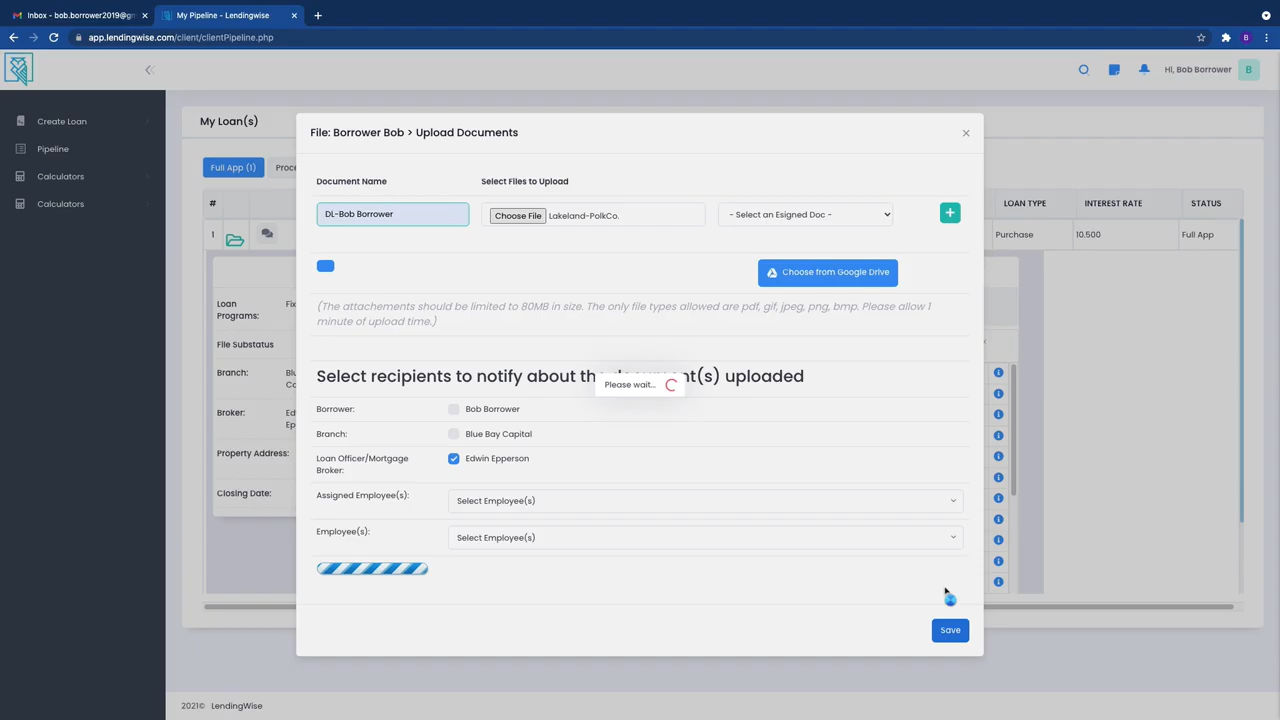 Inbox - bob.borrower2019@gm
My Pipeline - Lendingwise
app.lendingwise.com/client/clientPipeline.php
B
Hi, Bob Borrower B
Create Loan
Pipeline
Calculators
Calculators
My Loan(s)
Full App (1)
Proce
#
LOAN TYPE
INTEREST RATE
STATUS
1
Purchase
10.500
Full App
Loan Programs:
Fix
File Substatus
Branch:
Blu
Ca
Broker:
Edv
Ep
Property Address:
Closing Date:
File: Borrower Bob > Upload Documents
Document Name
Select Files to Upload
DL-Bob Borrower
Choose File Lakeland-PolkCo.
- Select an Esigned Doc -
Choose from Google Drive
(The attachements should be limited to 80MB in size. The only file types allowed are pdf, gif, jpeg, png, bmp. Please allow 1
minute of upload time.)
Select recipients to notify about the document(s) uploaded
Please wait...
Borrower:
Bob Borrower
Branch:
Blue Bay Capital
Loan Officer/Mortgage
Broker:
Edwin Epperson
Assigned Employee(s):
Select Employee(s)
Employee(s):
Select Employee(s)
Save
2021© LendingWise